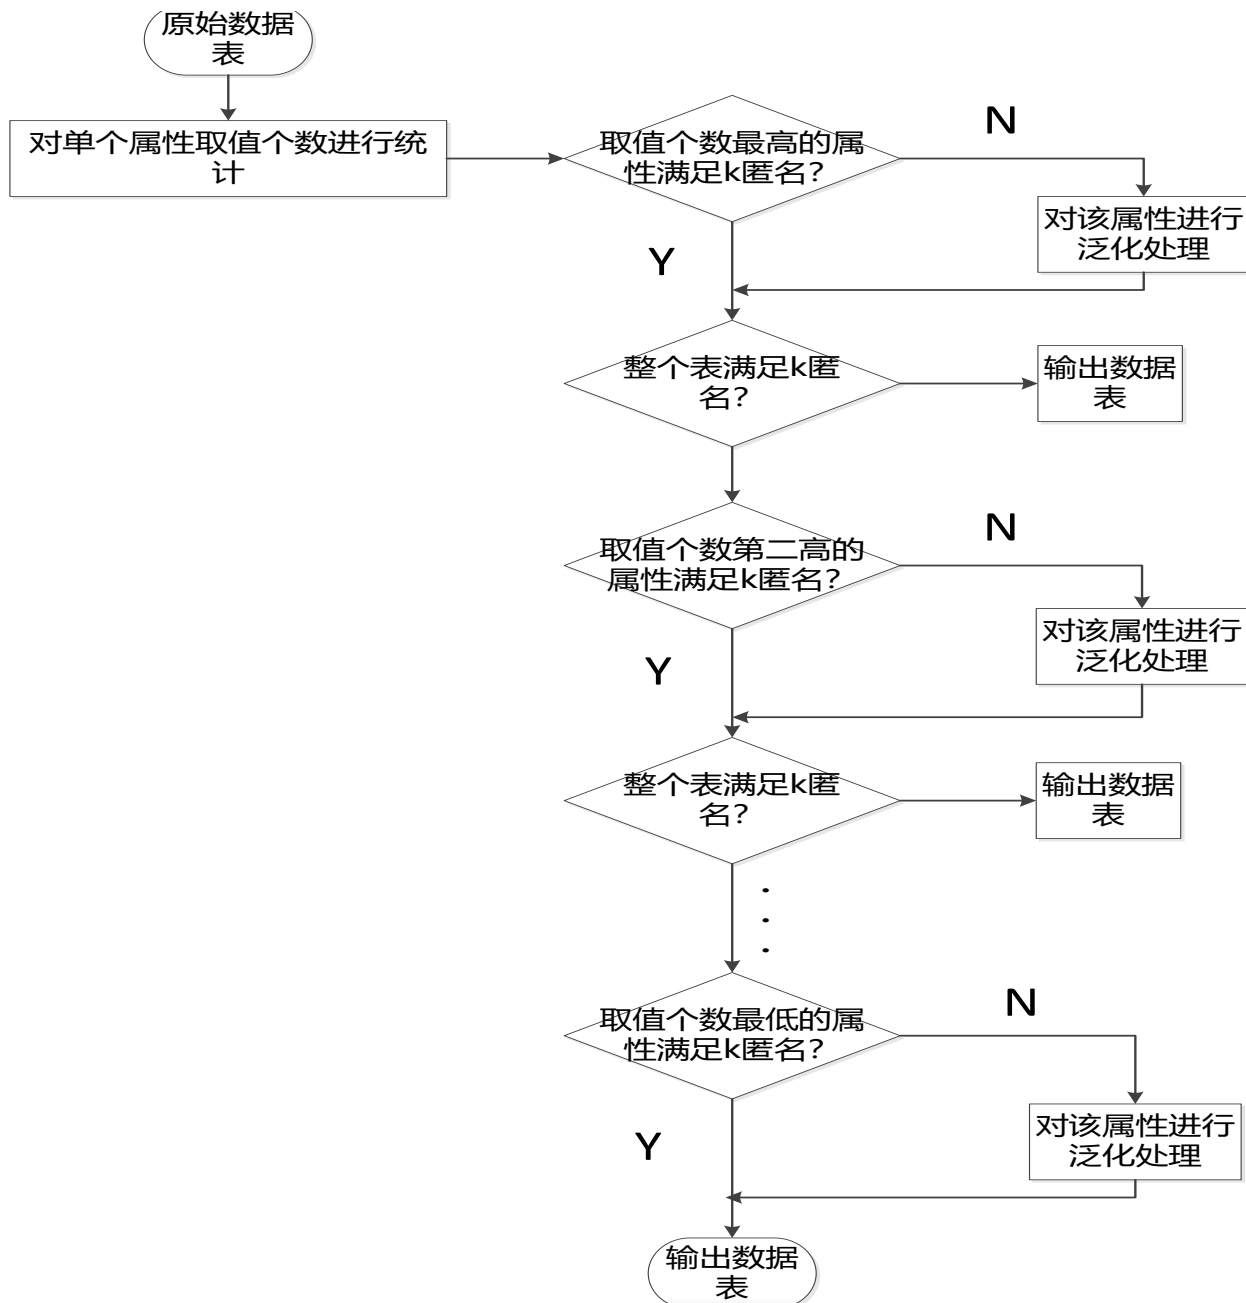 原始数据
表
对单个属性取值个数进行统
计
取值个数最高的属
性满足k匿名?
N
对该属性进行
泛化处理
Y
整个表满足k匿
名?
输出数据
表
取值个数第二高的
属性满足k匿名?
N
对该属性进行
泛化处理
Y
整个表满足k匿
名?
输出数据
表
取值个数最低的属
性满足k匿名?
N
对该属性进行
泛化处理
Y
输出数据
表